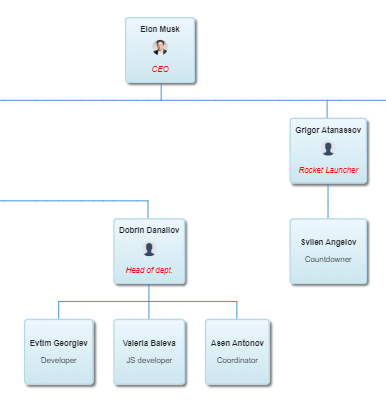 Elon Musk
CEO
Grigor Atanassov
Rocket Launcher
Svilen Angelov
Countdowner
Dobrin Danailov
Head of dept.
Evtim Georgiev
Developer
Valeria Baleva
JS developer
Asen Antonov
Coordinator